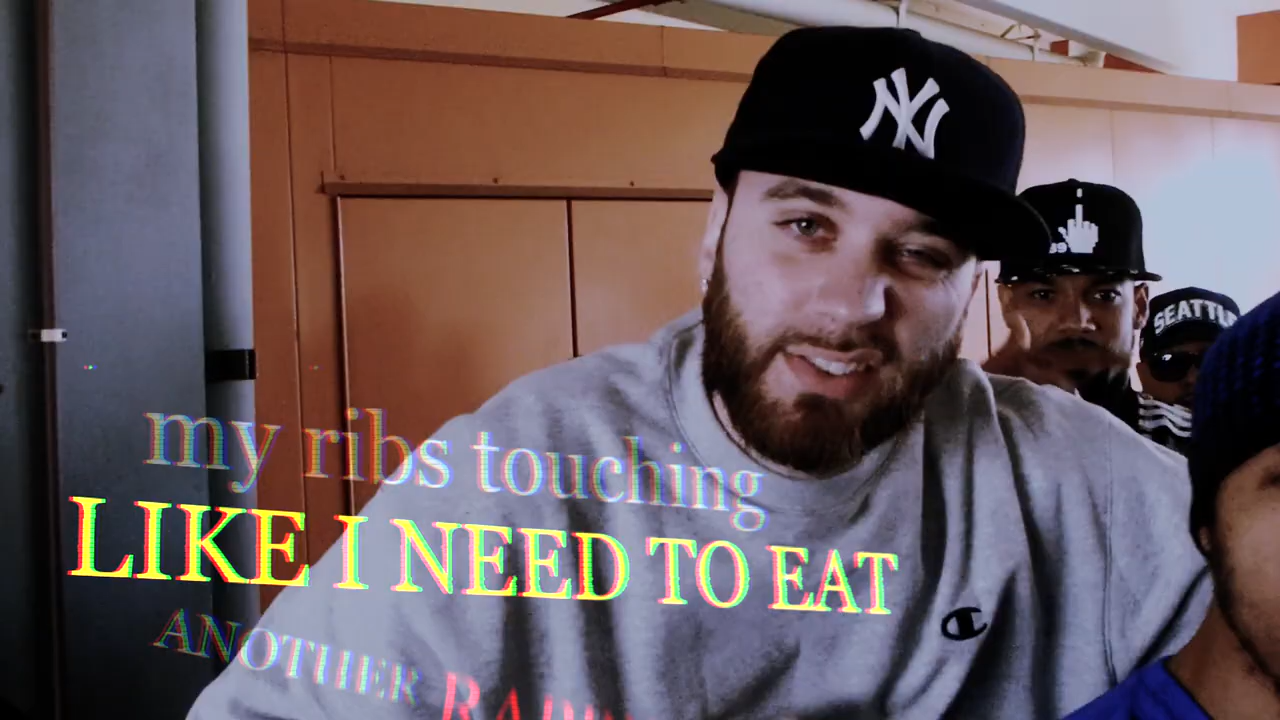 NY
SEATTLE
my ribs touching
LIKE I NEED TO EAT
ANOTHER